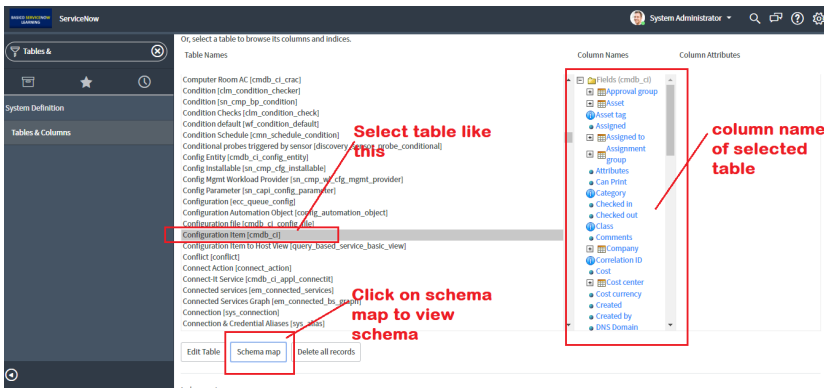 BASED SERVICENOW LEARNING
ServiceNow
System Administrator
Tables &
System Definition
Tables & Columns
Or, select a table to browse its columns and indices.
Table Names
Column Names
Column Attributes
Computer Room AC [cmdb_ci_crac]
Condition [clm_condition_checker]
Condition [sn_cmp_bp_condition]
Condition Checks [clm_condition_check]
Condition default [wf_condition_default]
Condition Schedule [cmn_schedule_condition]
Conditional probes triggered by sensor [discovery_sensor_probe_conditional]
Config Entity [cmdb_ci_config_entity]
Config Installable [sn_cmp_cfg_installable]
Config Mgmt Workload Provider [sn_cmp_wl_cfg_mgmt_provider]
Config Parameter [sn_capi_config_parameter]
Configuration [ecc_queue_config]
Configuration Automation Object [config_automation_object]
Configuration file [cmdb_ci_config_file]
Configuration Item [cmdb_ci]
Configuration Item to Host View [query_based_service_basic_view]
Conflict [conflict]
Connect Action [connect_action]
Connect-It Service [cmdb_ci_appl_connectit]
Connected services [em_connected_services]
Connected Services Graph [em_connected_bs_graph]
Connection [sys_connection]
Connection & Credential Aliases [sys_alias]
Select table like
this
Click on schema
map to view
schema
Fields (cmdb_ci)
Approval group
Asset
Asset tag
Assigned
Assigned to
Assignment
group
Attributes
Can Print
Category
Checked in
Checked out
Class
Comments
Company
Correlation ID
Cost
Cost center
Cost currency
Created
Created by
DNS Domain
column name
of selected
table
Edit Table
Schema map
Delete all records